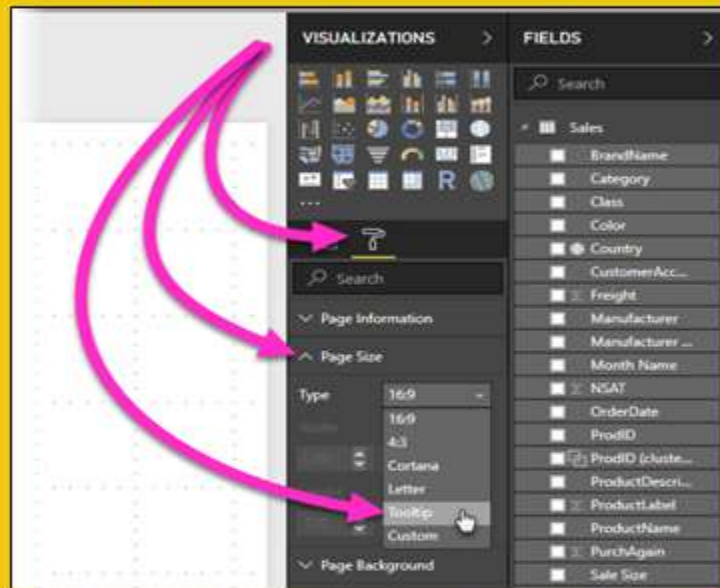 VISUALIZATIONS >
FIELDS >
Search
Sales
BrandName
Category
Class
Color
Country
CustomerAcc...
Freight
Manufacturer
Manufacturer ...
Month Name
NSAT
OrderDate
ProdID
ProdID (cluste...
ProductDescri...
ProductLabel
ProductName
PurchAgain
Sale Size
R
Search
Page Information
Page Size
Type 16:9
16:9
4:3
Cortana
Letter
Tooltip
Custom
Page Background